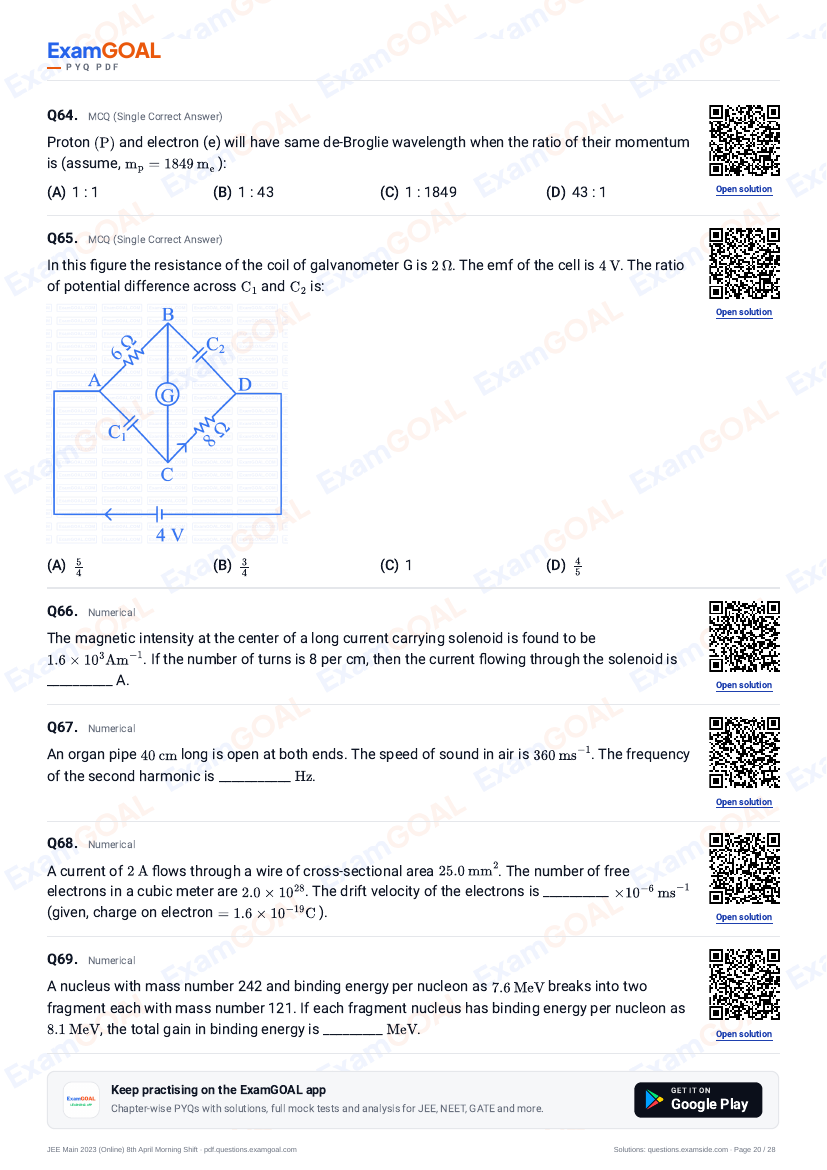 ExamGOAL
PYQ PDF
Q64. MCQ (Single Correct Answer)
Proton (P) and electron (e) will have same de-Broglie wavelength when the ratio of their momentum
is (assume, m_p = 1849 m_e ):
(A) 1 : 1 (B) 1 : 43 (C) 1 : 1849 (D) 43 : 1
Open solution
Q65. MCQ (Single Correct Answer)
In this figure the resistance of the coil of galvanometer G is 2 Ω. The emf of the cell is 4 V. The ratio
of potential difference across C₁ and C₂ is:
Open solution
B
6 Ω
C₂
A
G
D
C₁
8 Ω
C
4 V
(A) 5/4 (B) 3/4 (C) 1 (D) 4/5
Q66. Numerical
The magnetic intensity at the center of a long current carrying solenoid is found to be
1.6 × 10³Am⁻¹. If the number of turns is 8 per cm, then the current flowing through the solenoid is
__________ A.
Open solution
Q67. Numerical
An organ pipe 40 cm long is open at both ends. The speed of sound in air is 360 ms⁻¹. The frequency
of the second harmonic is ___________ Hz.
Open solution
Q68. Numerical
A current of 2 A flows through a wire of cross-sectional area 25.0 mm². The number of free
electrons in a cubic meter are 2.0 × 10²⁸. The drift velocity of the electrons is __________ ×10⁻⁶ ms⁻¹
(given, charge on electron = 1.6 × 10⁻¹⁹C ).
Open solution
Q69. Numerical
A nucleus with mass number 242 and binding energy per nucleon as 7.6 MeV breaks into two
fragment each with mass number 121. If each fragment nucleus has binding energy per nucleon as
8.1 MeV, the total gain in binding energy is _________ MeV.
Open solution
Keep practising on the ExamGOAL app
Chapter-wise PYQs with solutions, full mock tests and analysis for JEE, NEET, GATE and more.
GET IT ON
Google Play
JEE Main 2023 (Online) 8th April Morning Shift · pdf.questions.examgoal.com
Solutions: questions.examside.com · Page 20 / 28